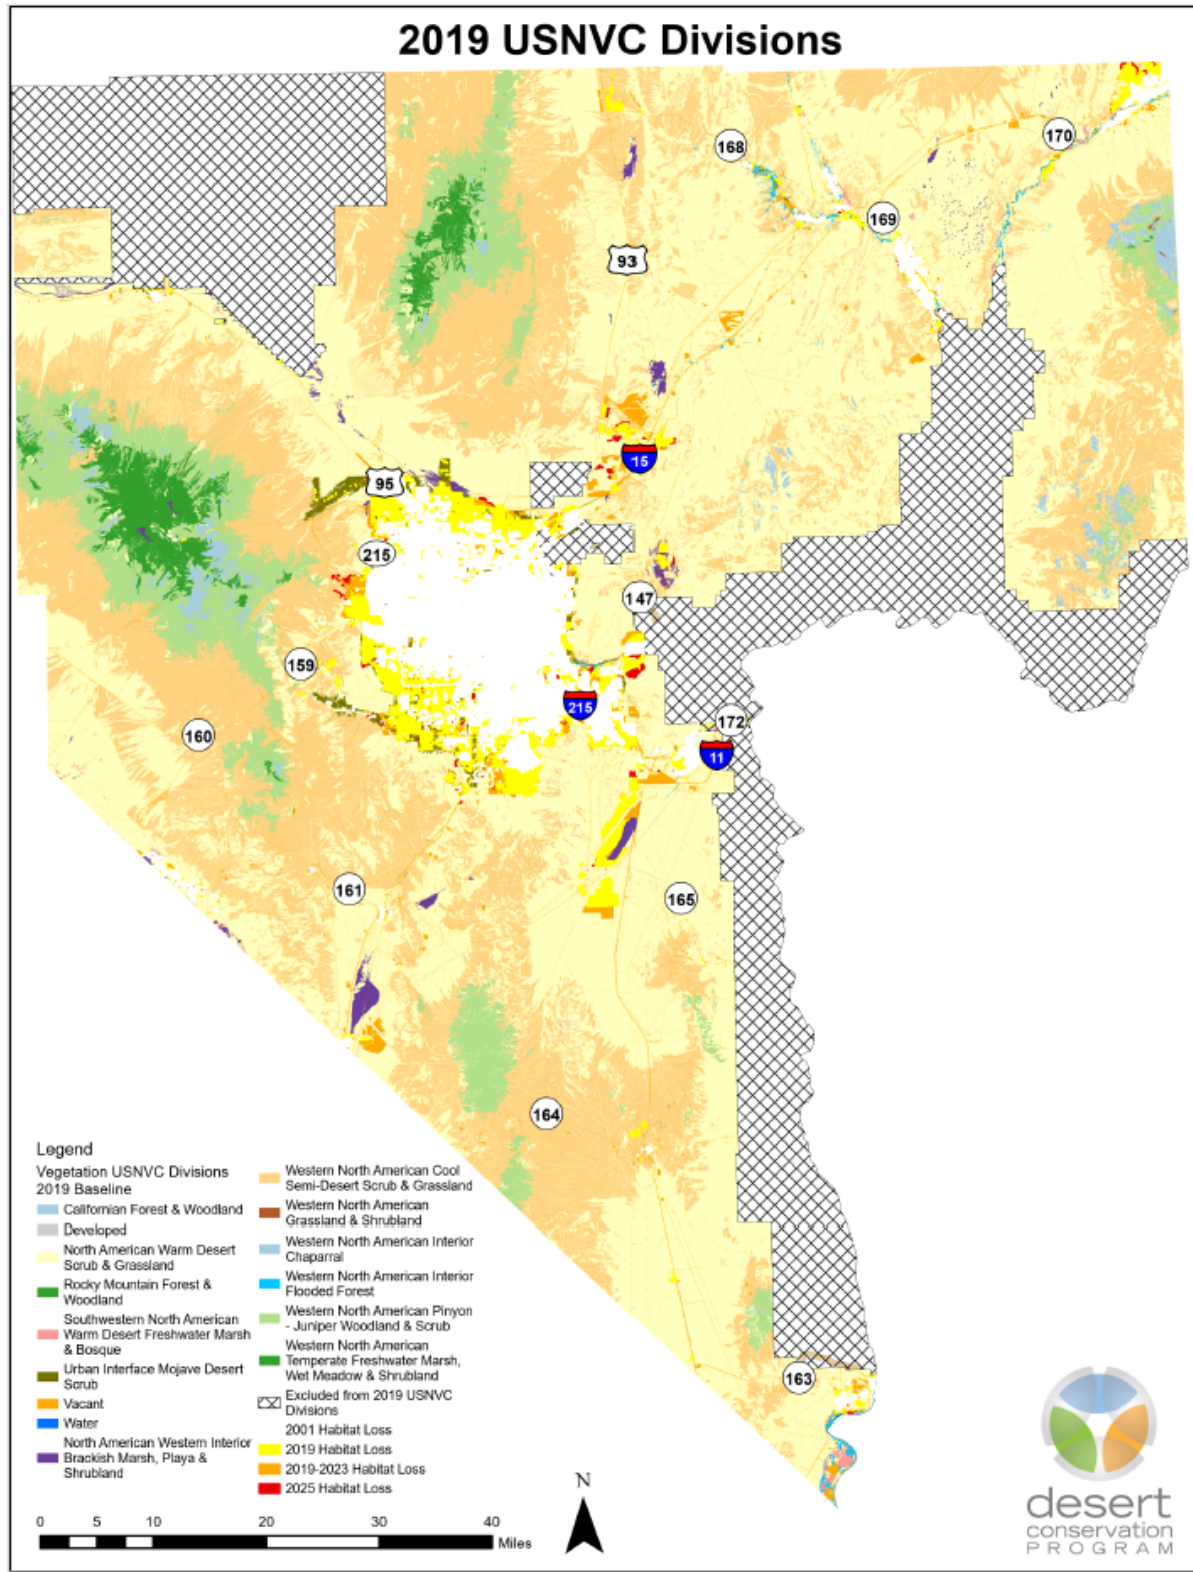 2019 USNVC Divisions
168
170
169
93
15
95
215
147
159
215
172
160
11
161
165
164
163
Legend
Vegetation USNVC Divisions
2019 Baseline
Californian Forest & Woodland
Developed
North American Warm Desert
Scrub & Grassland
Rocky Mountain Forest &
Woodland
Southwestern North American
Warm Desert Freshwater Marsh
& Bosque
Urban Interface Mojave Desert
Scrub
Vacant
Water
North American Western Interior
Brackish Marsh, Playa &
Shrubland
Western North American Cool
Semi-Desert Scrub & Grassland
Western North American
Grassland & Shrubland
Western North American Interior
Chaparral
Western North American Interior
Flooded Forest
Western North American Pinyon
- Juniper Woodland & Scrub
Western North American
Temperate Freshwater Marsh,
Wet Meadow & Shrubland
Excluded from 2019 USNVC
Divisions
2001 Habitat Loss
2019 Habitat Loss
2019-2023 Habitat Loss
2025 Habitat Loss
0 5 10 20 30 40
Miles
N
desert
conservation
PROGRAM